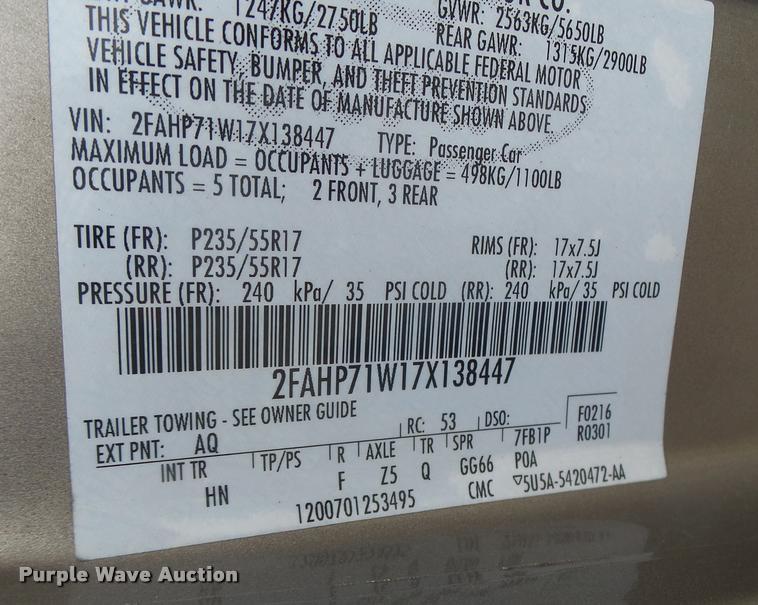 GAWR: 1247KG/2750LB GVWR: 2563KG/5650LB
REAR GAWR: 1315KG/2900LB
THIS VEHICLE CONFORMS TO ALL APPLICABLE FEDERAL MOTOR
VEHICLE SAFETY, BUMPER, AND THEFT PREVENTION STANDARDS
IN EFFECT ON THE DATE OF MANUFACTURE SHOWN ABOVE.
VIN: 2FAHP71W17X138447 TYPE: Passenger Car
MAXIMUM LOAD = OCCUPANTS + LUGGAGE = 498KG/1100LB
OCCUPANTS = 5 TOTAL; 2 FRONT, 3 REAR
TIRE (FR): P235/55R17 RIMS (FR): 17x7.5J
(RR): P235/55R17 (RR): 17x7.5J
PRESSURE (FR): 240 kPa/ 35 PSI COLD (RR): 240 kPa/ 35 PSI COLD
2FAHP71W17X138447
TRAILER TOWING - SEE OWNER GUIDE
EXT PNT: AQ RC: 53 DSO: F0216
R0301
INT TR TP/PS R AXLE TR SPR 7FB1P
HN F Z5 Q GG66 POA
1200701253495 CMC ▽5U5A-5420472-AA
Purple Wave Auction